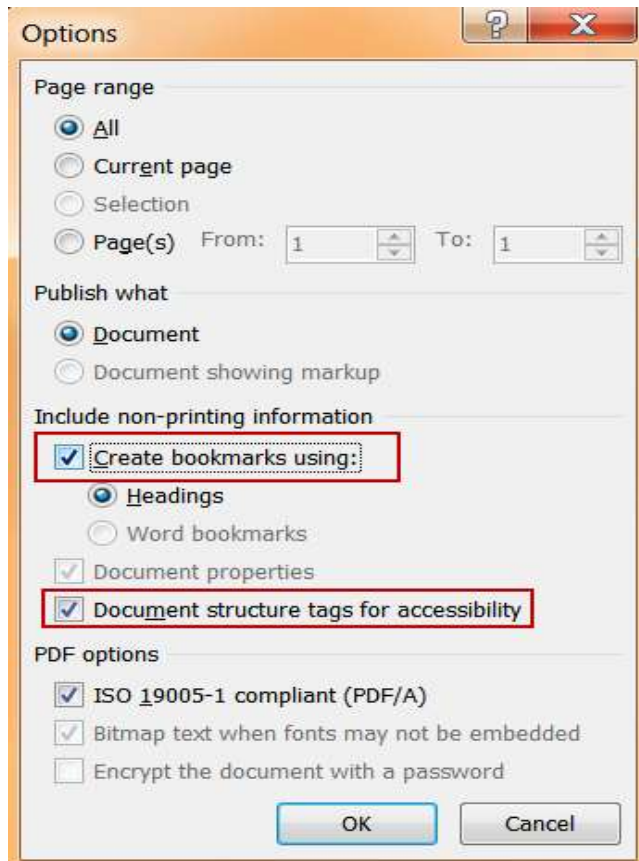 Options
Page range
All
Current page
Selection
Page(s) From: 1 To: 1
Publish what
Document
Document showing markup
Include non-printing information
Create bookmarks using:
Headings
Word bookmarks
Document properties
Document structure tags for accessibility
PDF options
ISO 19005-1 compliant (PDF/A)
Bitmap text when fonts may not be embedded
Encrypt the document with a password
OK Cancel